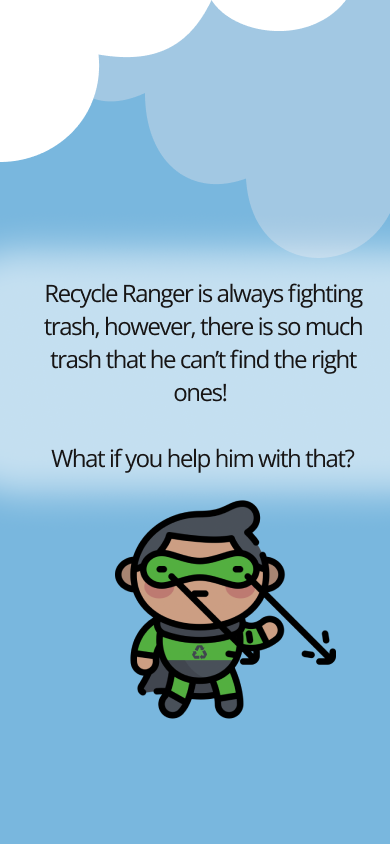 Recycle Ranger is always fighting
trash, however, there is so much
trash that he can’t find the right
ones!
What if you help him with that?